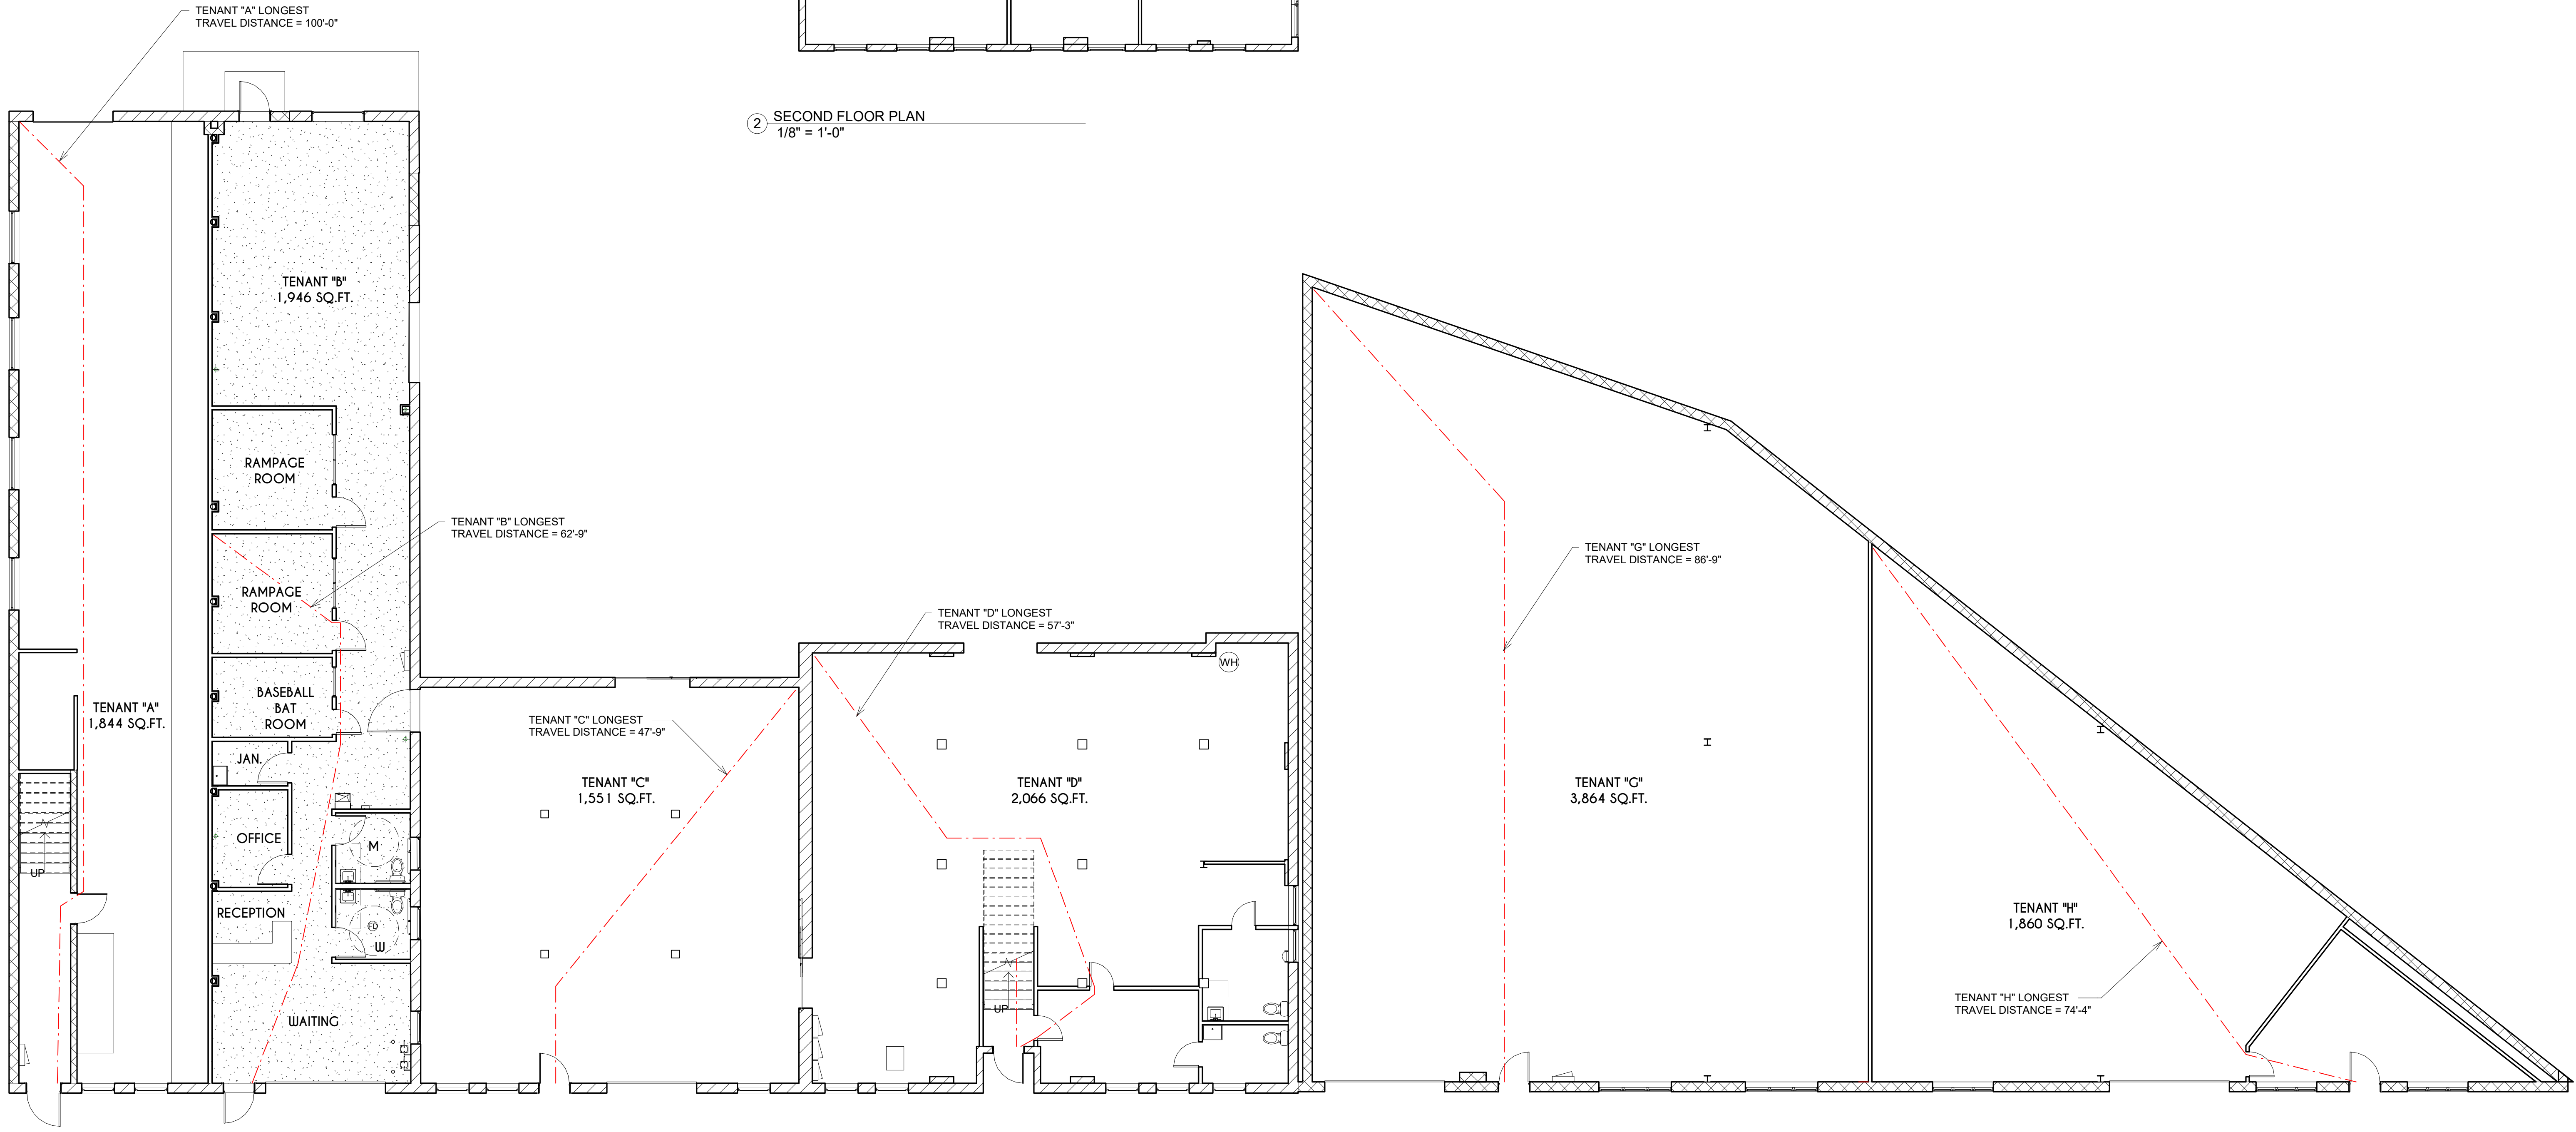 TENANT "A" LONGEST
TRAVEL DISTANCE = 100'-0"
2
SECOND FLOOR PLAN
1/8" = 1'-0"
TENANT "B"
1,946 SQ.FT.
RAMPAGE
ROOM
TENANT "B" LONGEST
TRAVEL DISTANCE = 62'-9"
RAMPAGE
ROOM
BASEBALL
BAT
ROOM
TENANT "A"
1,844 SQ.FT.
JAN.
OFFICE
M
UP
RECEPTION
FD
W
WAITING
TENANT "C" LONGEST
TRAVEL DISTANCE = 47'-9"
TENANT "C"
1,551 SQ.FT.
TENANT "D" LONGEST
TRAVEL DISTANCE = 57'-3"
WH
TENANT "D"
2,066 SQ.FT.
UP
TENANT "G" LONGEST
TRAVEL DISTANCE = 86'-9"
TENANT "G"
3,864 SQ.FT.
TENANT "H"
1,860 SQ.FT.
TENANT "H" LONGEST
TRAVEL DISTANCE = 74'-4"